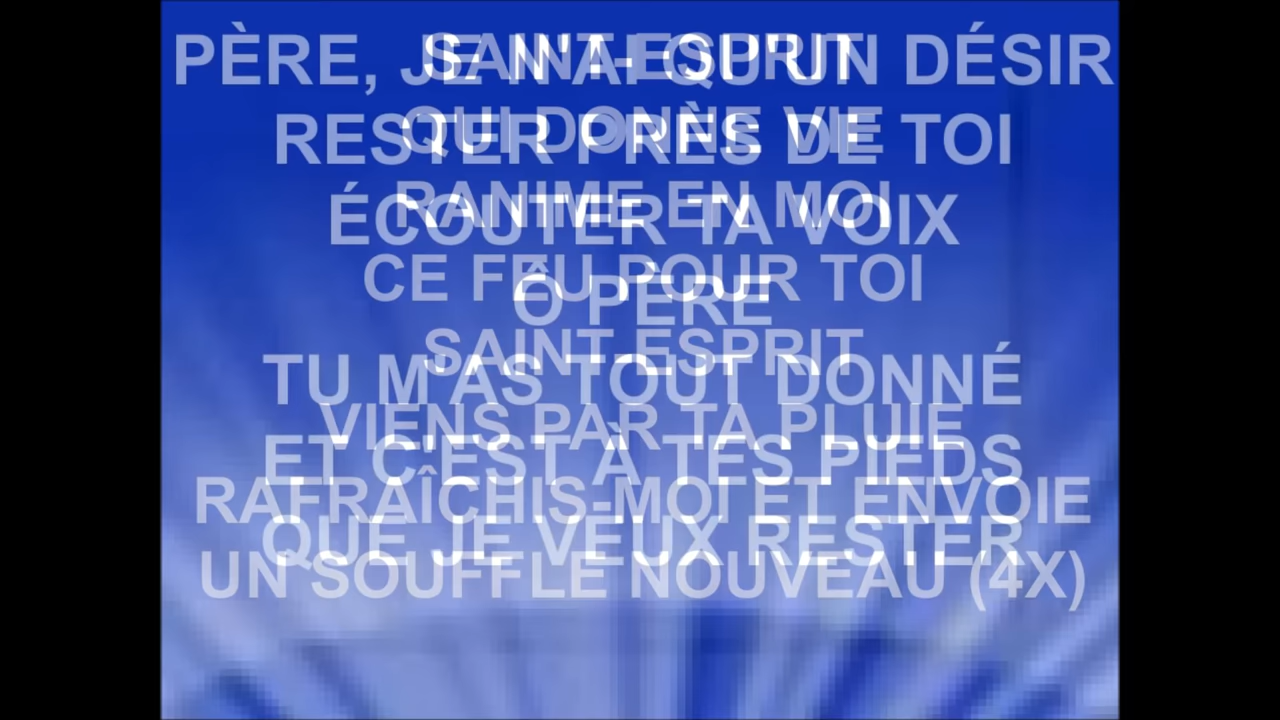 PÈRE, JE N'AI QU'UN DÉSIR
RESTER PRÈS DE TOI
ÉCOUTER TA VOIX
Ô PÈRE
TU M'AS TOUT DONNÉ
ET C'EST À TES PIEDS
QUE JE VEUX RESTER
SAINT-ESPRIT
QUI DONNE VIE
RANIME EN MOI
CE FEU POUR TOI
SAINT ESPRIT
VIENS PAR TA PLUIE
RAFRAÎCHIS-MOI ET ENVOIE
UN SOUFFLE NOUVEAU (4X)